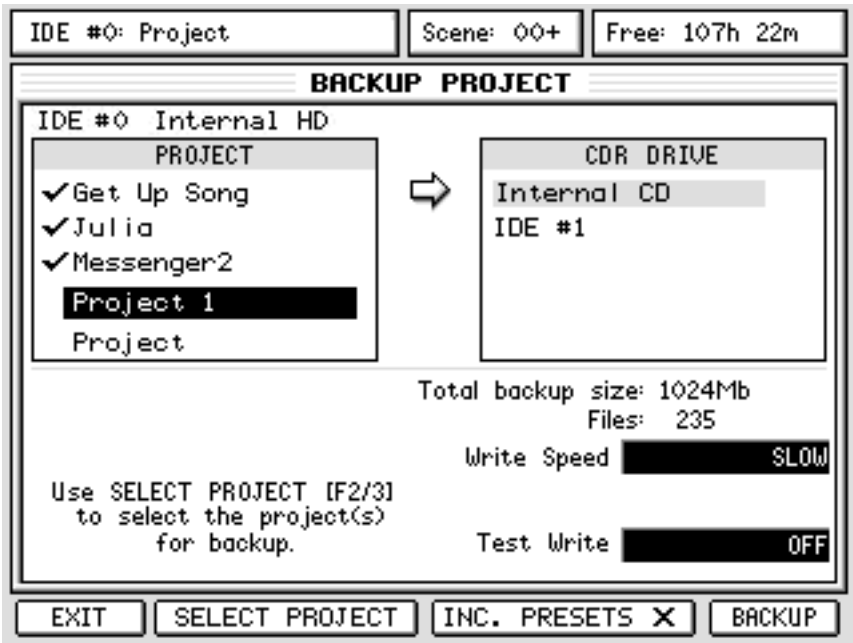 IDE #0: Project
Scene: 00+
Free: 107h 22m
BACKUP PROJECT
IDE #0 Internal HD
PROJECT
✓Get Up Song
✓Julia
✓Messenger2
Project 1
Project
CDR DRIVE
Internal CD
IDE #1
Total backup size: 1024Mb
Files: 235
Write Speed SLOW
Use SELECT PROJECT [F2/3]
to select the project(s)
for backup.
Test Write OFF
EXIT
SELECT PROJECT
INC. PRESETS X
BACKUP